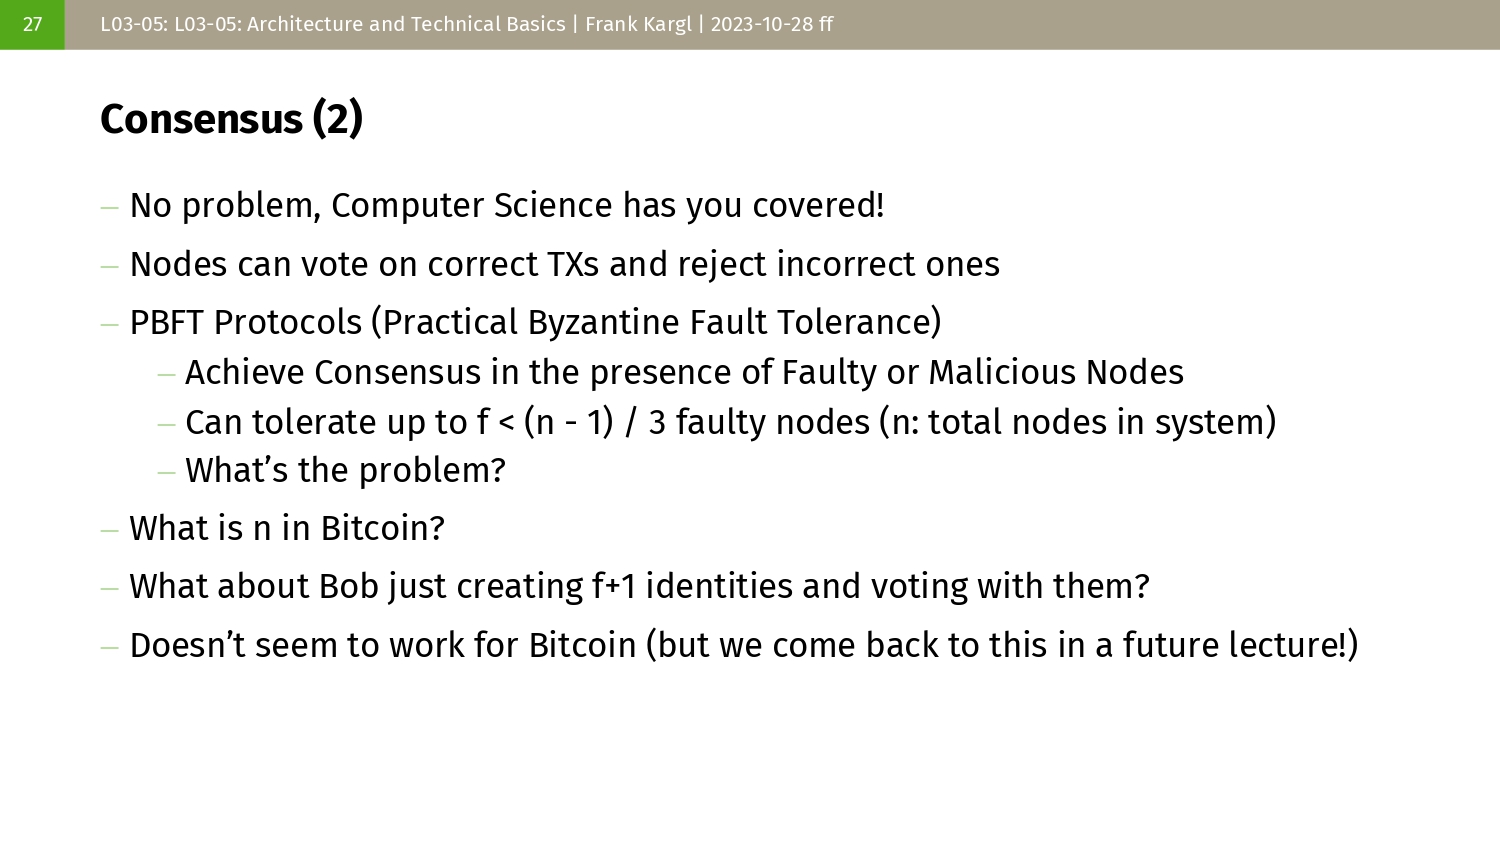 27
L03-05: L03-05: Architecture and Technical Basics | Frank Kargl | 2023-10-28 ff
Consensus (2)
– No problem, Computer Science has you covered!
– Nodes can vote on correct TXs and reject incorrect ones
– PBFT Protocols (Practical Byzantine Fault Tolerance)
– Achieve Consensus in the presence of Faulty or Malicious Nodes
– Can tolerate up to f < (n - 1) / 3 faulty nodes (n: total nodes in system)
– What’s the problem?
– What is n in Bitcoin?
– What about Bob just creating f+1 identities and voting with them?
– Doesn’t seem to work for Bitcoin (but we come back to this in a future lecture!)